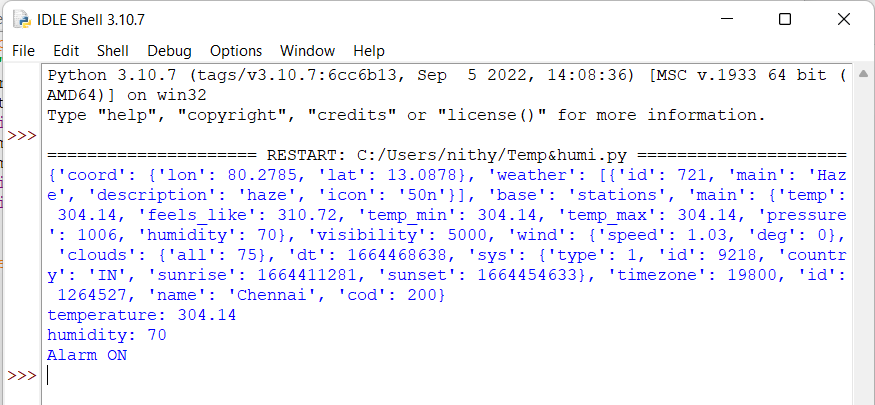 IDLE Shell 3.10.7
File Edit Shell Debug Options Window Help
Python 3.10.7 (tags/v3.10.7:6cc6b13, Sep  5 2022, 14:08:36) [MSC v.1933 64 bit (
AMD64)] on win32
Type "help", "copyright", "credits" or "license()" for more information.
>>>
===================== RESTART: C:/Users/nithy/Temp&humi.py =====================
{'coord': {'lon': 80.2785, 'lat': 13.0878}, 'weather': [{'id': 721, 'main': 'Haz
e', 'description': 'haze', 'icon': '50n'}], 'base': 'stations', 'main': {'temp':
 304.14, 'feels_like': 310.72, 'temp_min': 304.14, 'temp_max': 304.14, 'pressure
': 1006, 'humidity': 70}, 'visibility': 5000, 'wind': {'speed': 1.03, 'deg': 0},
 'clouds': {'all': 75}, 'dt': 1664468638, 'sys': {'type': 1, 'id': 9218, 'countr
y': 'IN', 'sunrise': 1664411281, 'sunset': 1664454633}, 'timezone': 19800, 'id':
 1264527, 'name': 'Chennai', 'cod': 200}
temperature: 304.14
humidity: 70
Alarm ON
>>>